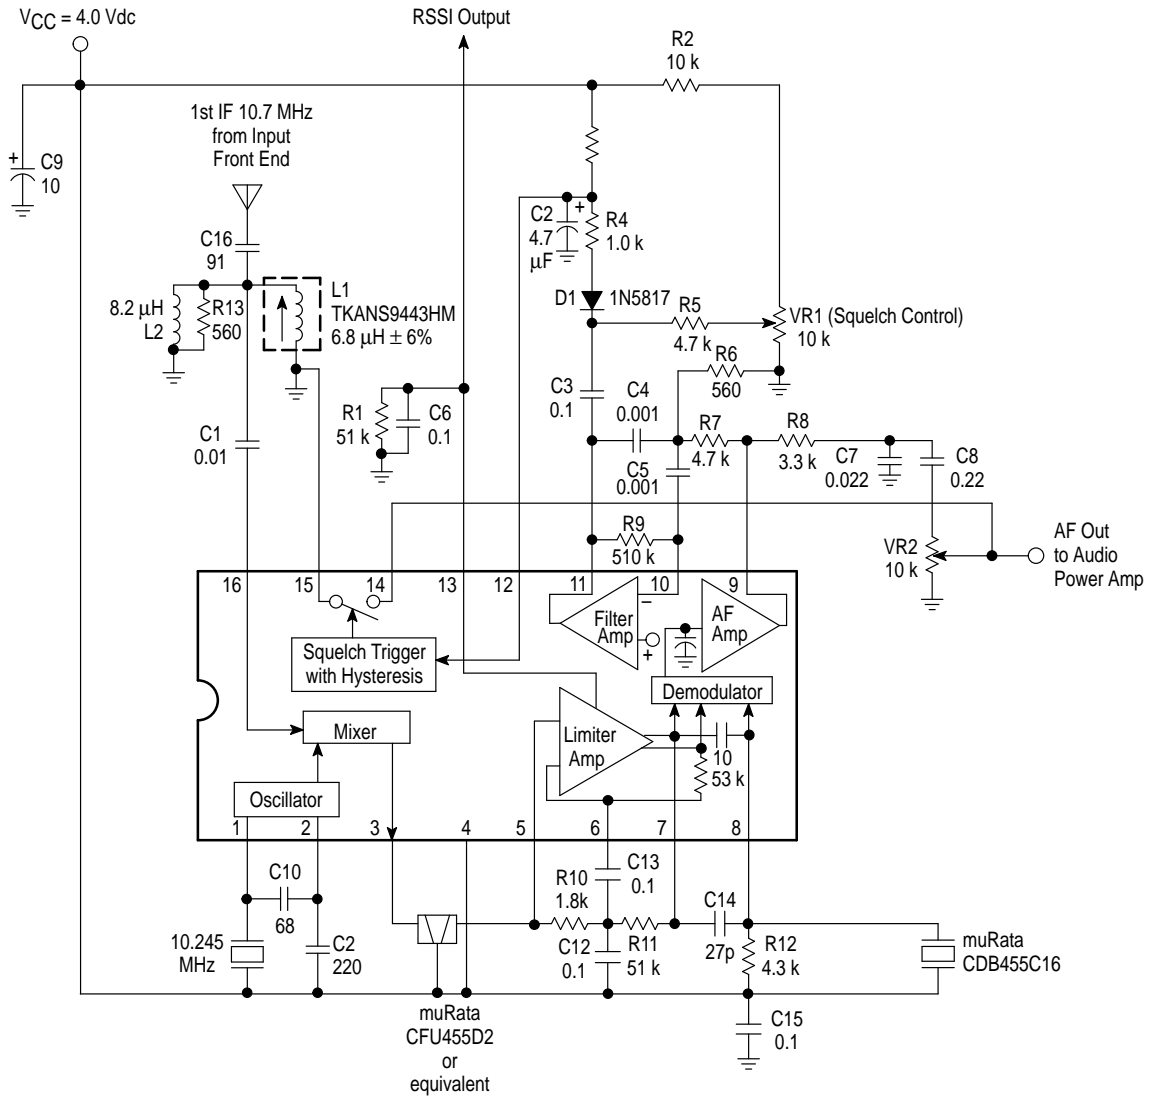 VCC = 4.0 Vdc
RSSI Output
R2
10 k
1st IF 10.7 MHz
from Input
Front End
+
C9
10
C16
91
+
C2
4.7
µF
R4
1.0 k
8.2 µH
L2
R13
560
L1
TKANS9443HM
6.8 µH ± 6%
D1
1N5817
R5
4.7 k
VR1 (Squelch Control)
10 k
R6
560
C3
0.1
C4
0.001
R1
51 k
C6
0.1
C1
0.01
R7
4.7 k
R8
3.3 k
C7
0.022
C8
0.22
C5
0.001
R9
510 k
VR2
10 k
AF Out
to Audio
Power Amp
16
15
14
13
12
11
10
9
Filter
Amp
−
+
AF
Amp
Squelch Trigger
with Hysteresis
Demodulator
Mixer
Limiter
Amp
10
53 k
Oscillator
1
2
3
4
5
6
7
8
C10
68
C13
0.1
R10
1.8k
C14
27p
10.245
MHz
C2
220
C12
0.1
R11
51 k
R12
4.3 k
muRata
CDB455C16
muRata
CFU455D2
or
equivalent
C15
0.1